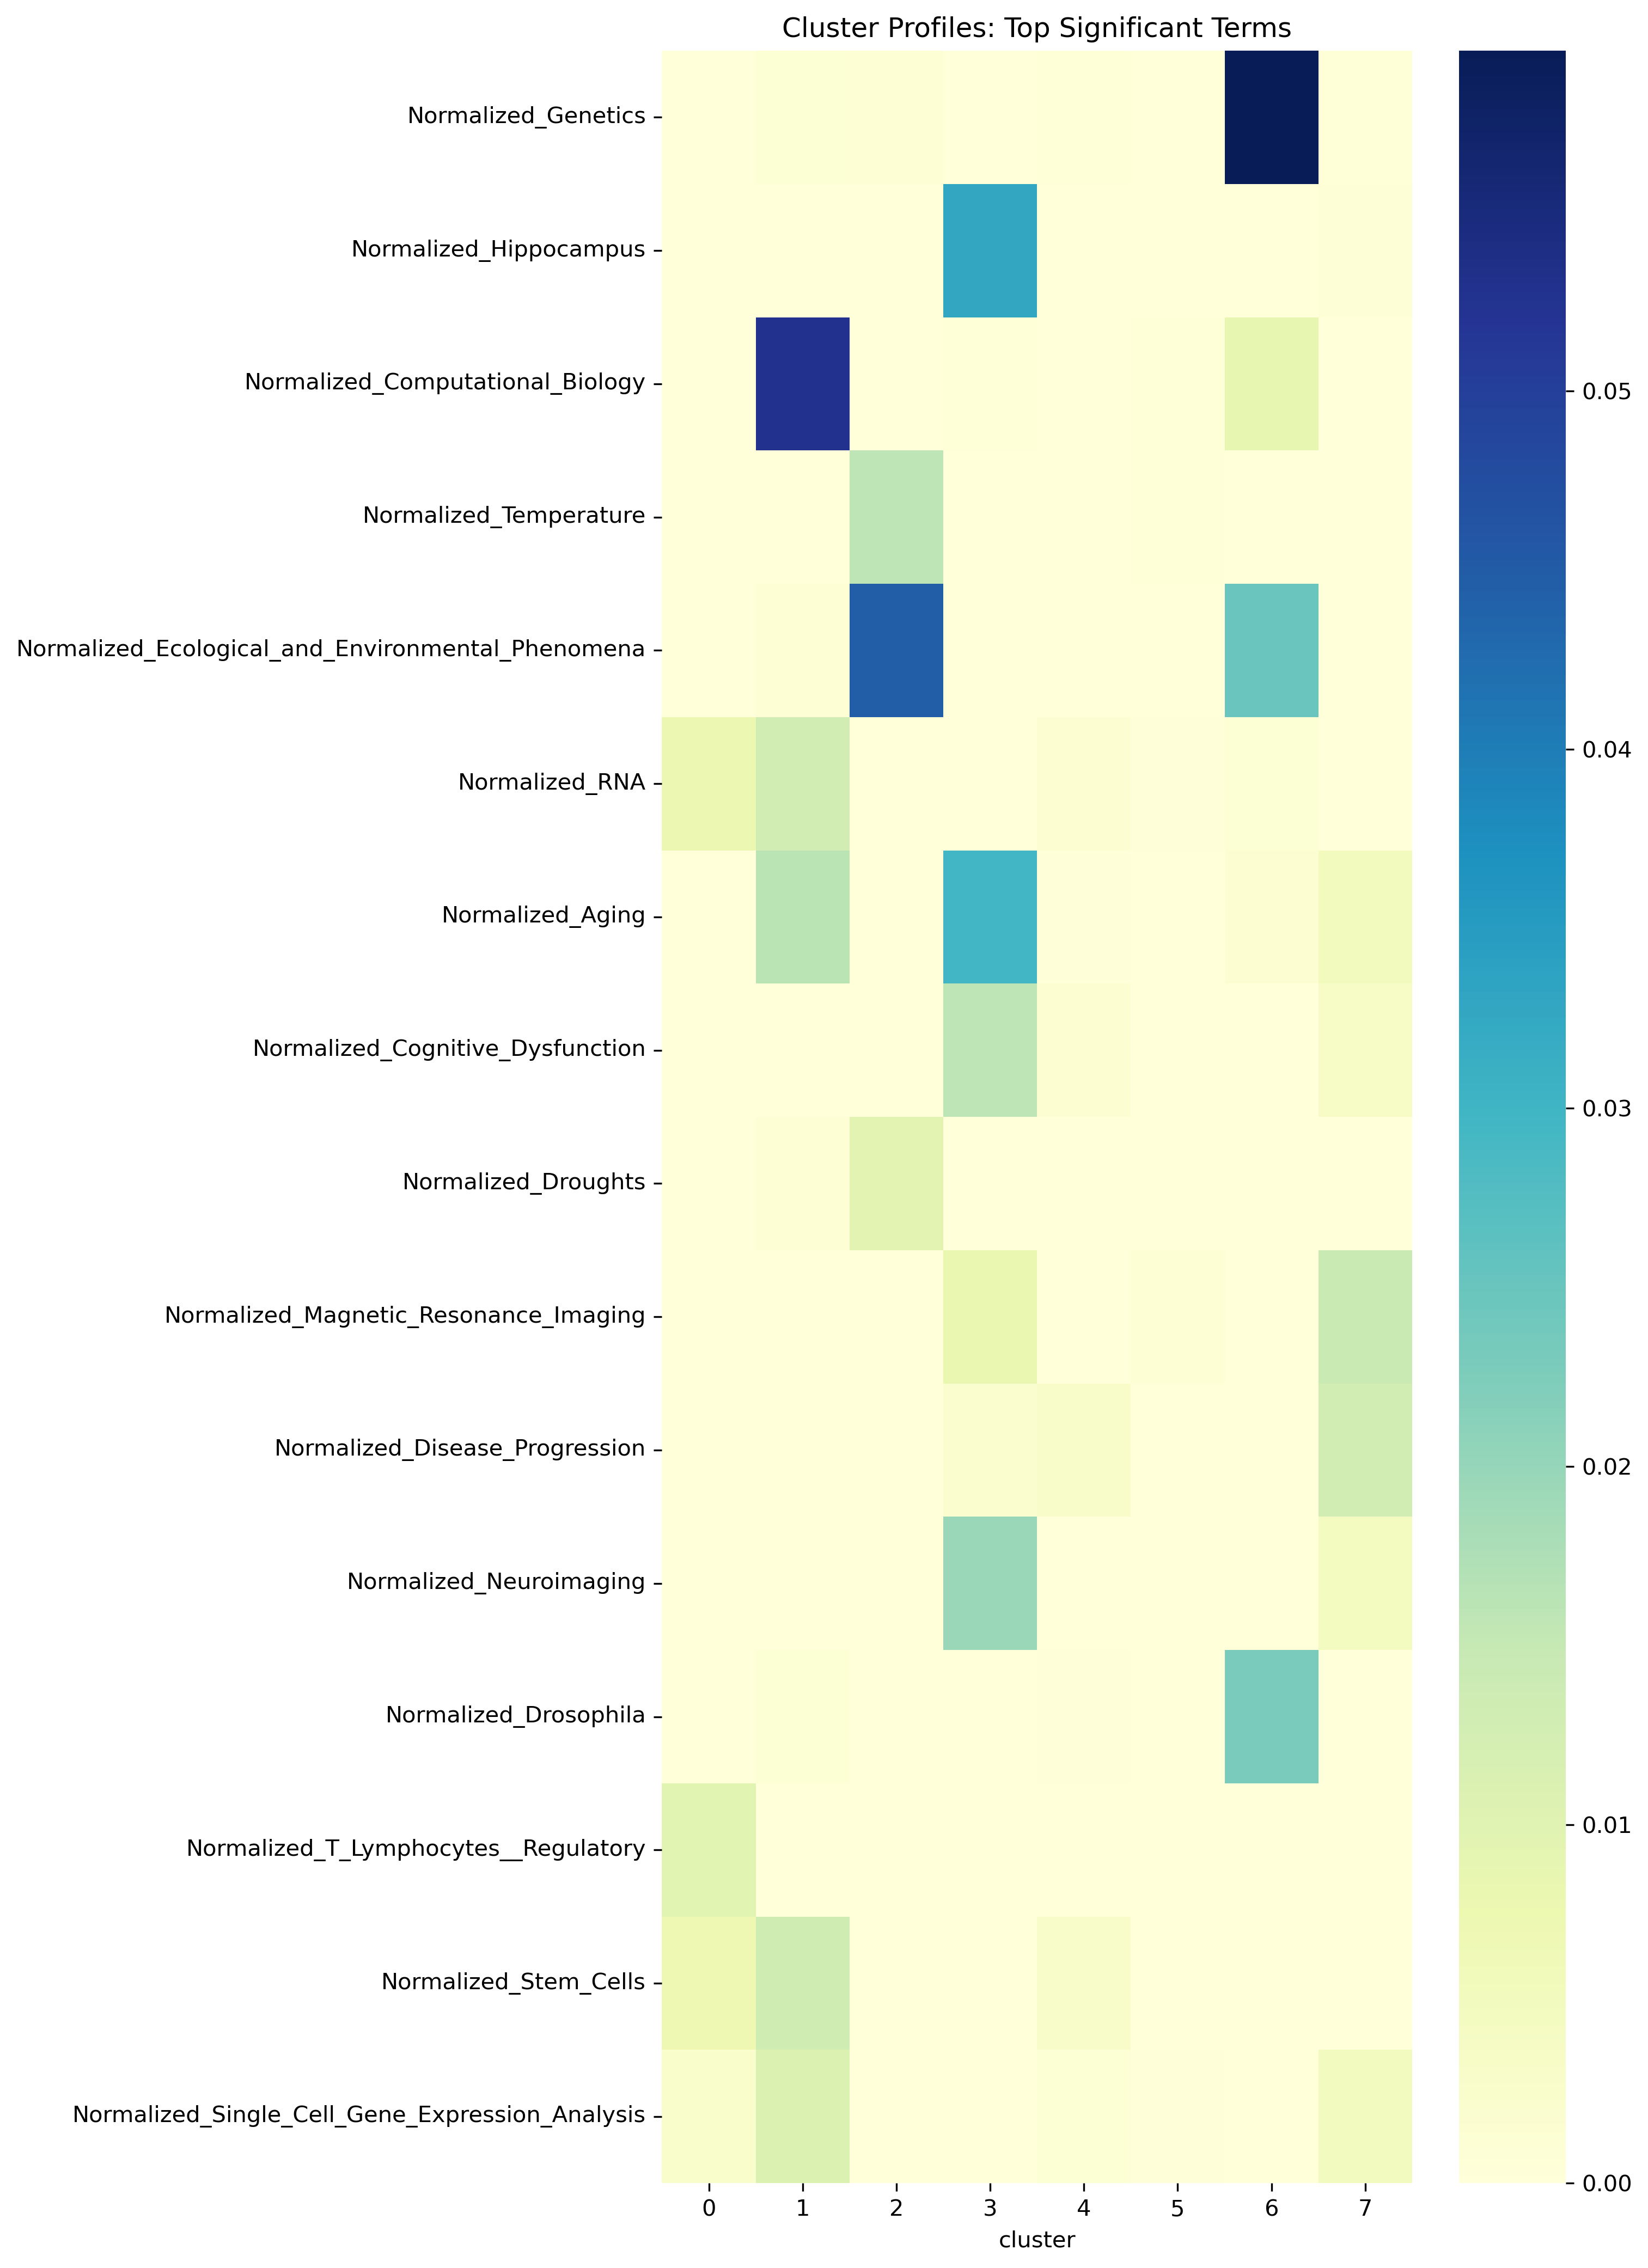 Cluster Profiles: Top Significant Terms
Normalized_Genetics
Normalized_Hippocampus
Normalized_Computational_Biology
Normalized_Temperature
Normalized_Ecological_and_Environmental_Phenomena
Normalized_RNA
Normalized_Aging
Normalized_Cognitive_Dysfunction
Normalized_Droughts
Normalized_Magnetic_Resonance_Imaging
Normalized_Disease_Progression
Normalized_Neuroimaging
Normalized_Drosophila
Normalized_T_Lymphocytes__Regulatory
Normalized_Stem_Cells
Normalized_Single_Cell_Gene_Expression_Analysis
0 1 2 3 4 5 6 7
cluster
0.05
0.04
0.03
0.02
0.01
0.00